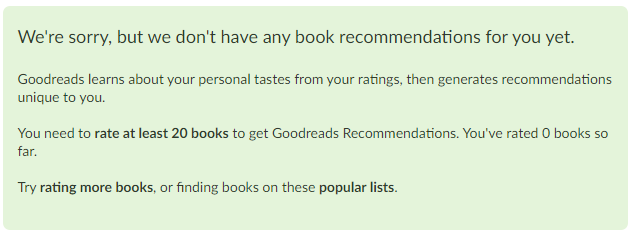 We're sorry, but we don't have any book recommendations for you yet.
Goodreads learns about your personal tastes from your ratings, then generates recommendations
unique to you.
You need to rate at least 20 books to get Goodreads Recommendations. You've rated 0 books so
far.
Try rating more books, or finding books on these popular lists.